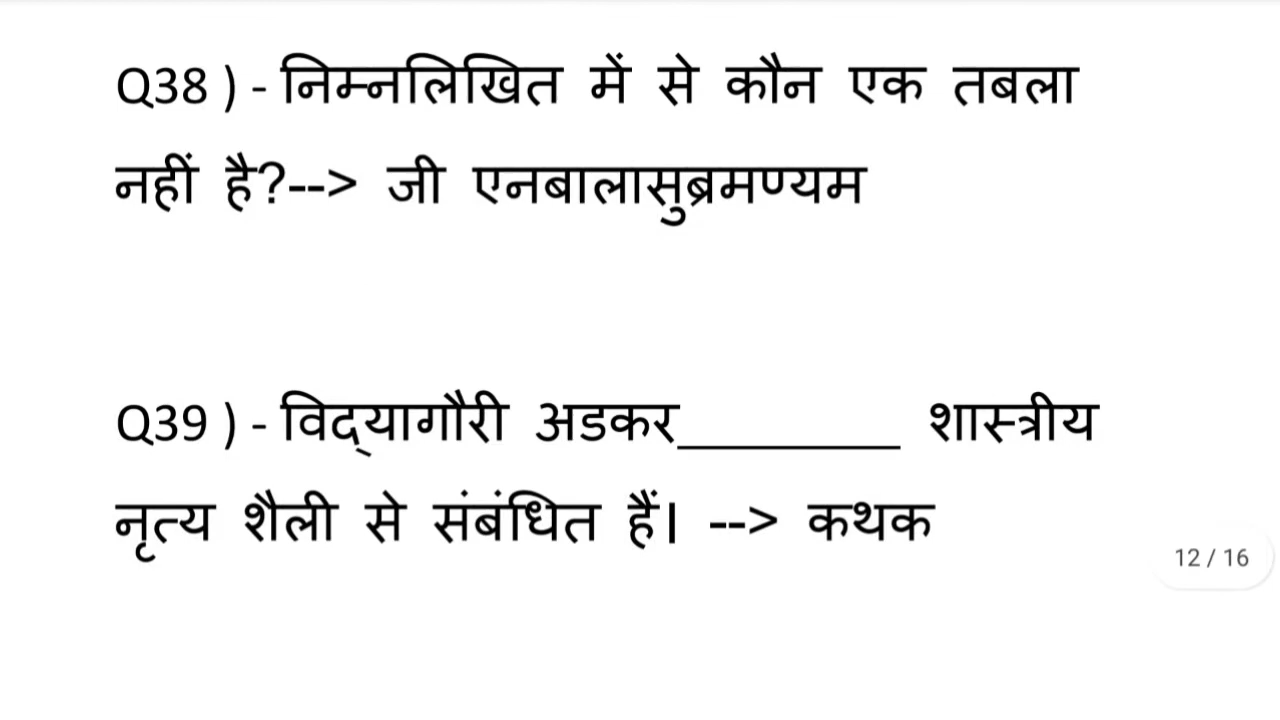 Q38 ) - निम्नलिखित में से कौन एक तबला
नहीं है?--> जी एनबालासुब्रमण्यम
Q39 ) - विद्यागौरी अडकर________ शास्त्रीय
नृत्य शैली से संबंधित हैं। --> कथक
12 / 16